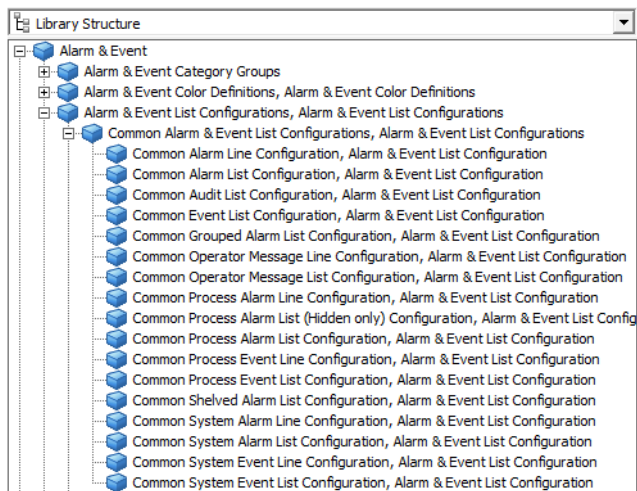 Library Structure
Alarm & Event
Alarm & Event Category Groups
Alarm & Event Color Definitions, Alarm & Event Color Definitions
Alarm & Event List Configurations, Alarm & Event List Configurations
Common Alarm & Event List Configurations, Alarm & Event List Configurations
Common Alarm Line Configuration, Alarm & Event List Configuration
Common Alarm List Configuration, Alarm & Event List Configuration
Common Audit List Configuration, Alarm & Event List Configuration
Common Event List Configuration, Alarm & Event List Configuration
Common Grouped Alarm List Configuration, Alarm & Event List Configuration
Common Operator Message Line Configuration, Alarm & Event List Configuration
Common Operator Message List Configuration, Alarm & Event List Configuration
Common Process Alarm Line Configuration, Alarm & Event List Configuration
Common Process Alarm List (Hidden only) Configuration, Alarm & Event List Config
Common Process Alarm List Configuration, Alarm & Event List Configuration
Common Process Event Line Configuration, Alarm & Event List Configuration
Common Process Event List Configuration, Alarm & Event List Configuration
Common Shelved Alarm List Configuration, Alarm & Event List Configuration
Common System Alarm Line Configuration, Alarm & Event List Configuration
Common System Alarm List Configuration, Alarm & Event List Configuration
Common System Event Line Configuration, Alarm & Event List Configuration
Common System Event List Configuration, Alarm & Event List Configuration